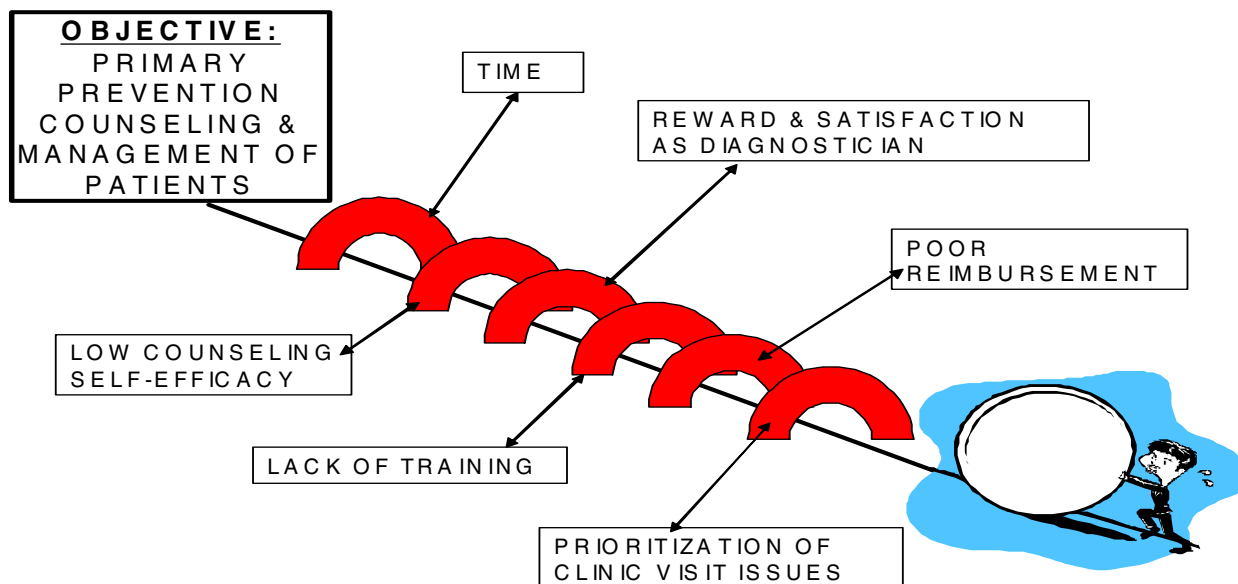 OBJECTIVE:
PRIMARY
PREVENTION
COUNSELING &
MANAGEMENT OF
PATIENTS
TIME
REWARD & SATISFACTION
AS DIAGNOSTICIAN
POOR
REIMBURSEMENT
LOW COUNSELING
SELF-EFFICACY
LACK OF TRAINING
PRIORITIZATION OF
CLINIC VISIT ISSUES